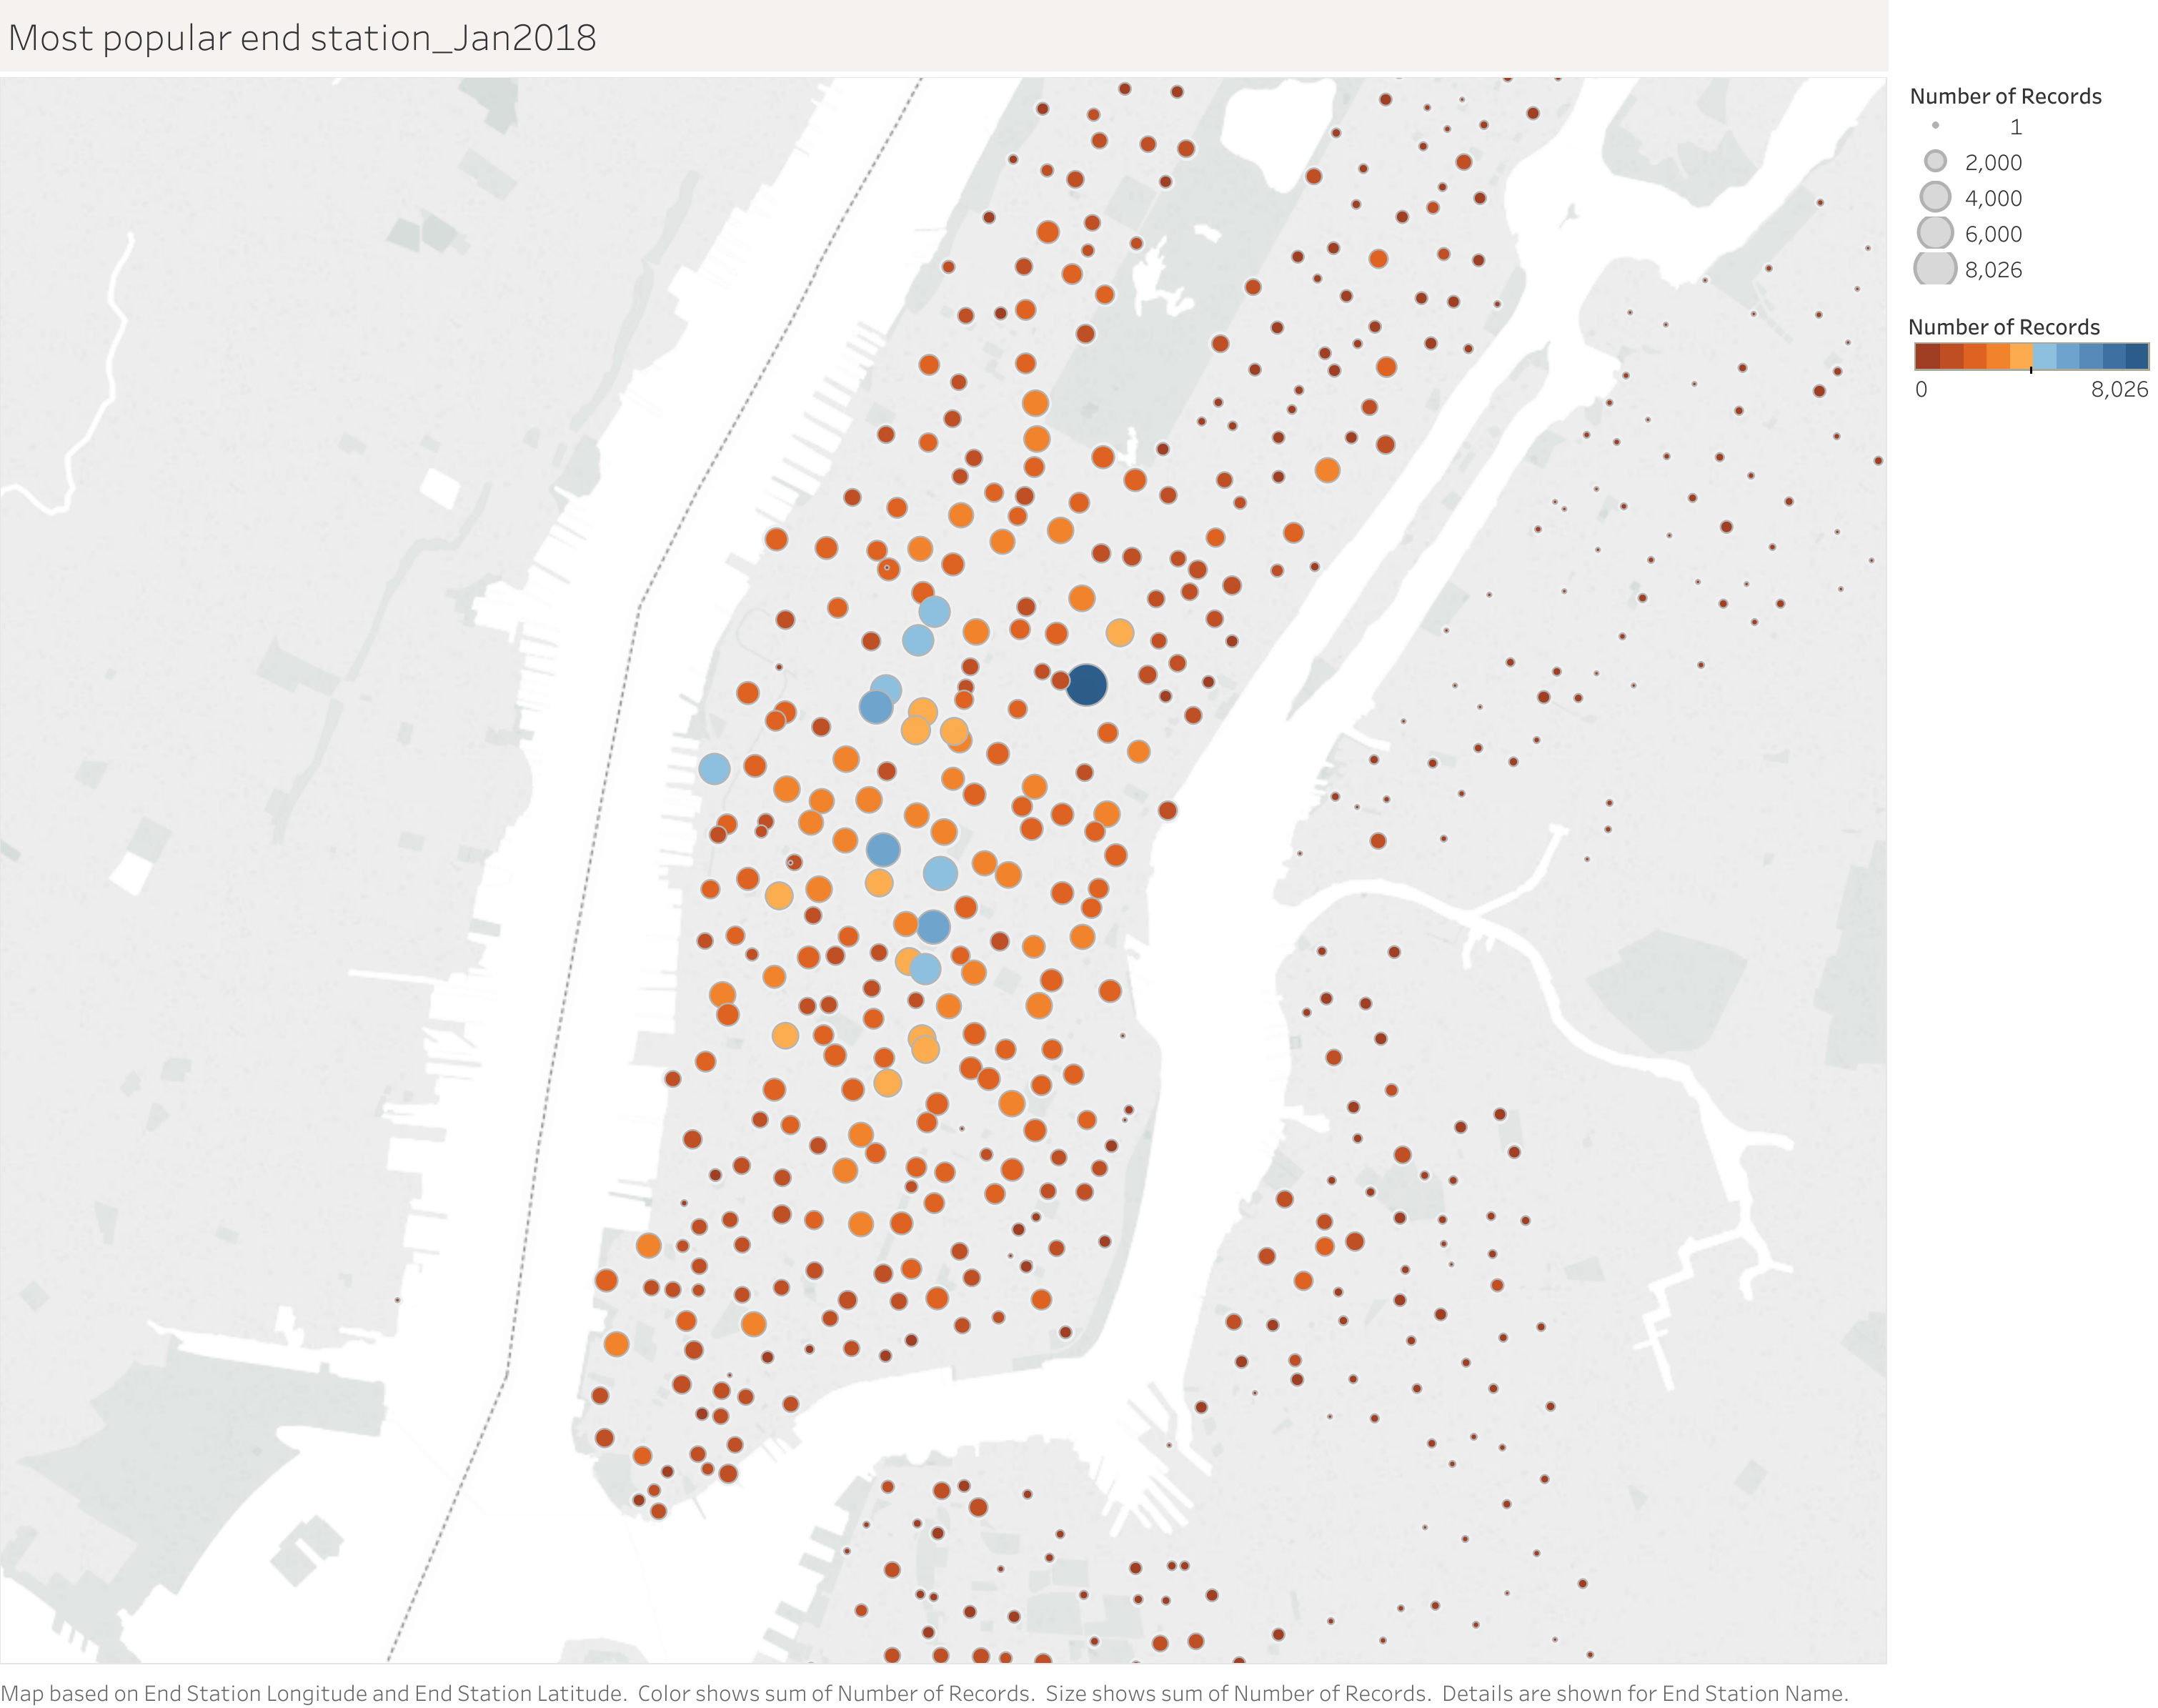 Most popular end station_Jan2018
Number of Records
1
2,000
4,000
6,000
8,026
Number of Records
0 8,026
Map based on End Station Longitude and End Station Latitude.  Color shows sum of Number of Records.  Size shows sum of Number of Records.  Details are shown for End Station Name.